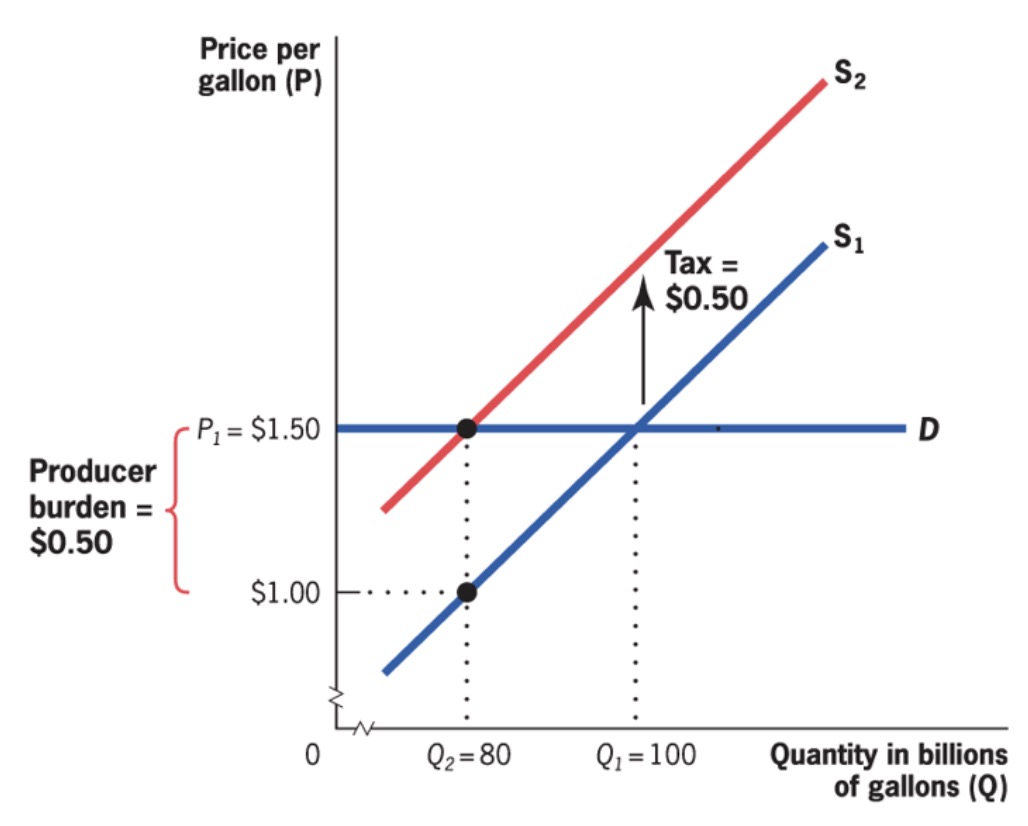 Price per
gallon (P)
S₂
S₁
Tax =
$0.50
P₁ = $1.50
D
Producer
burden =
$0.50
$1.00
0
Q₂=80
Q₁=100
Quantity in billions
of gallons (Q)